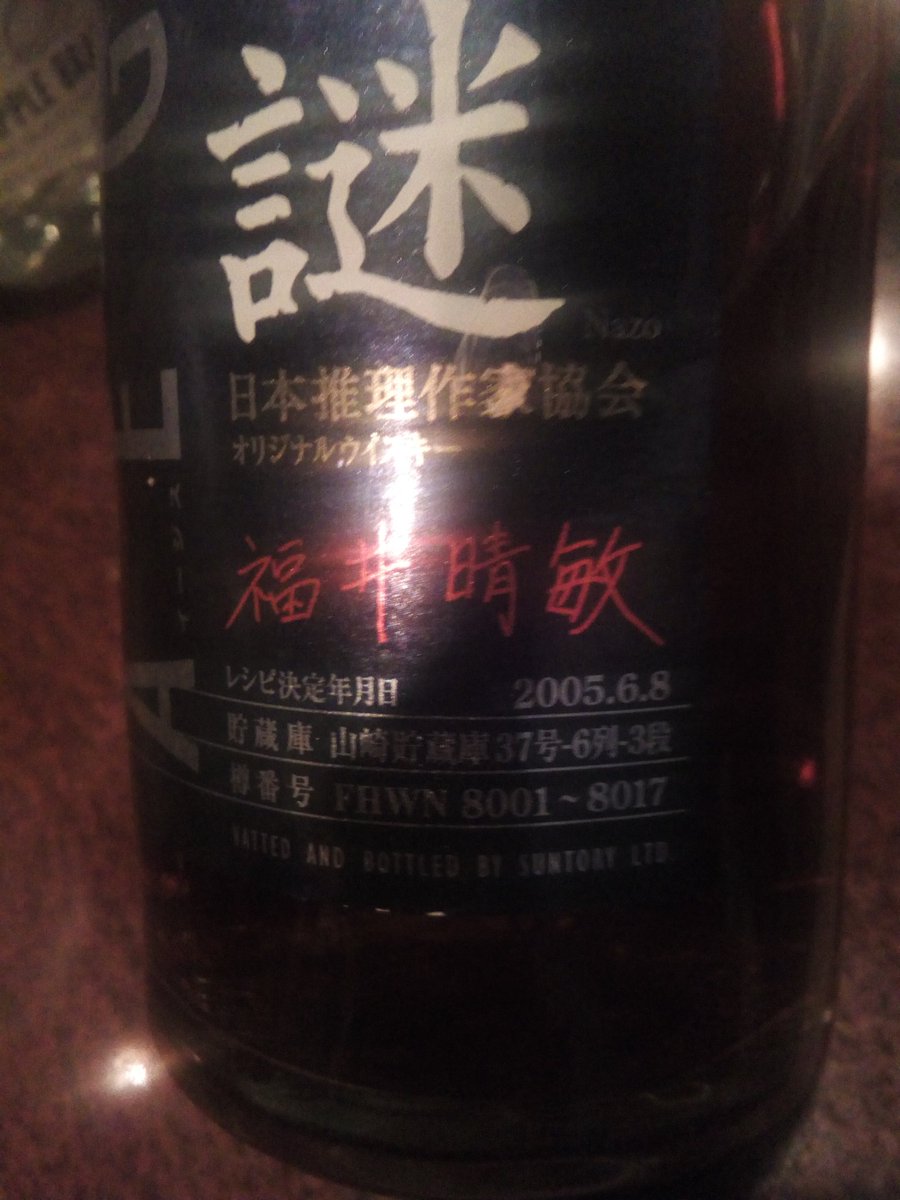 謎
Nazo
日本推理作家協会
オリジナルウイスキー
福井晴敏
レシピ決定年月日 2005.6.8
貯蔵庫 山崎貯蔵庫37号-6列-3段
樽番号 FHWN 8001~8017
VATTED AND BOTTLED BY SUNTORY LTD.